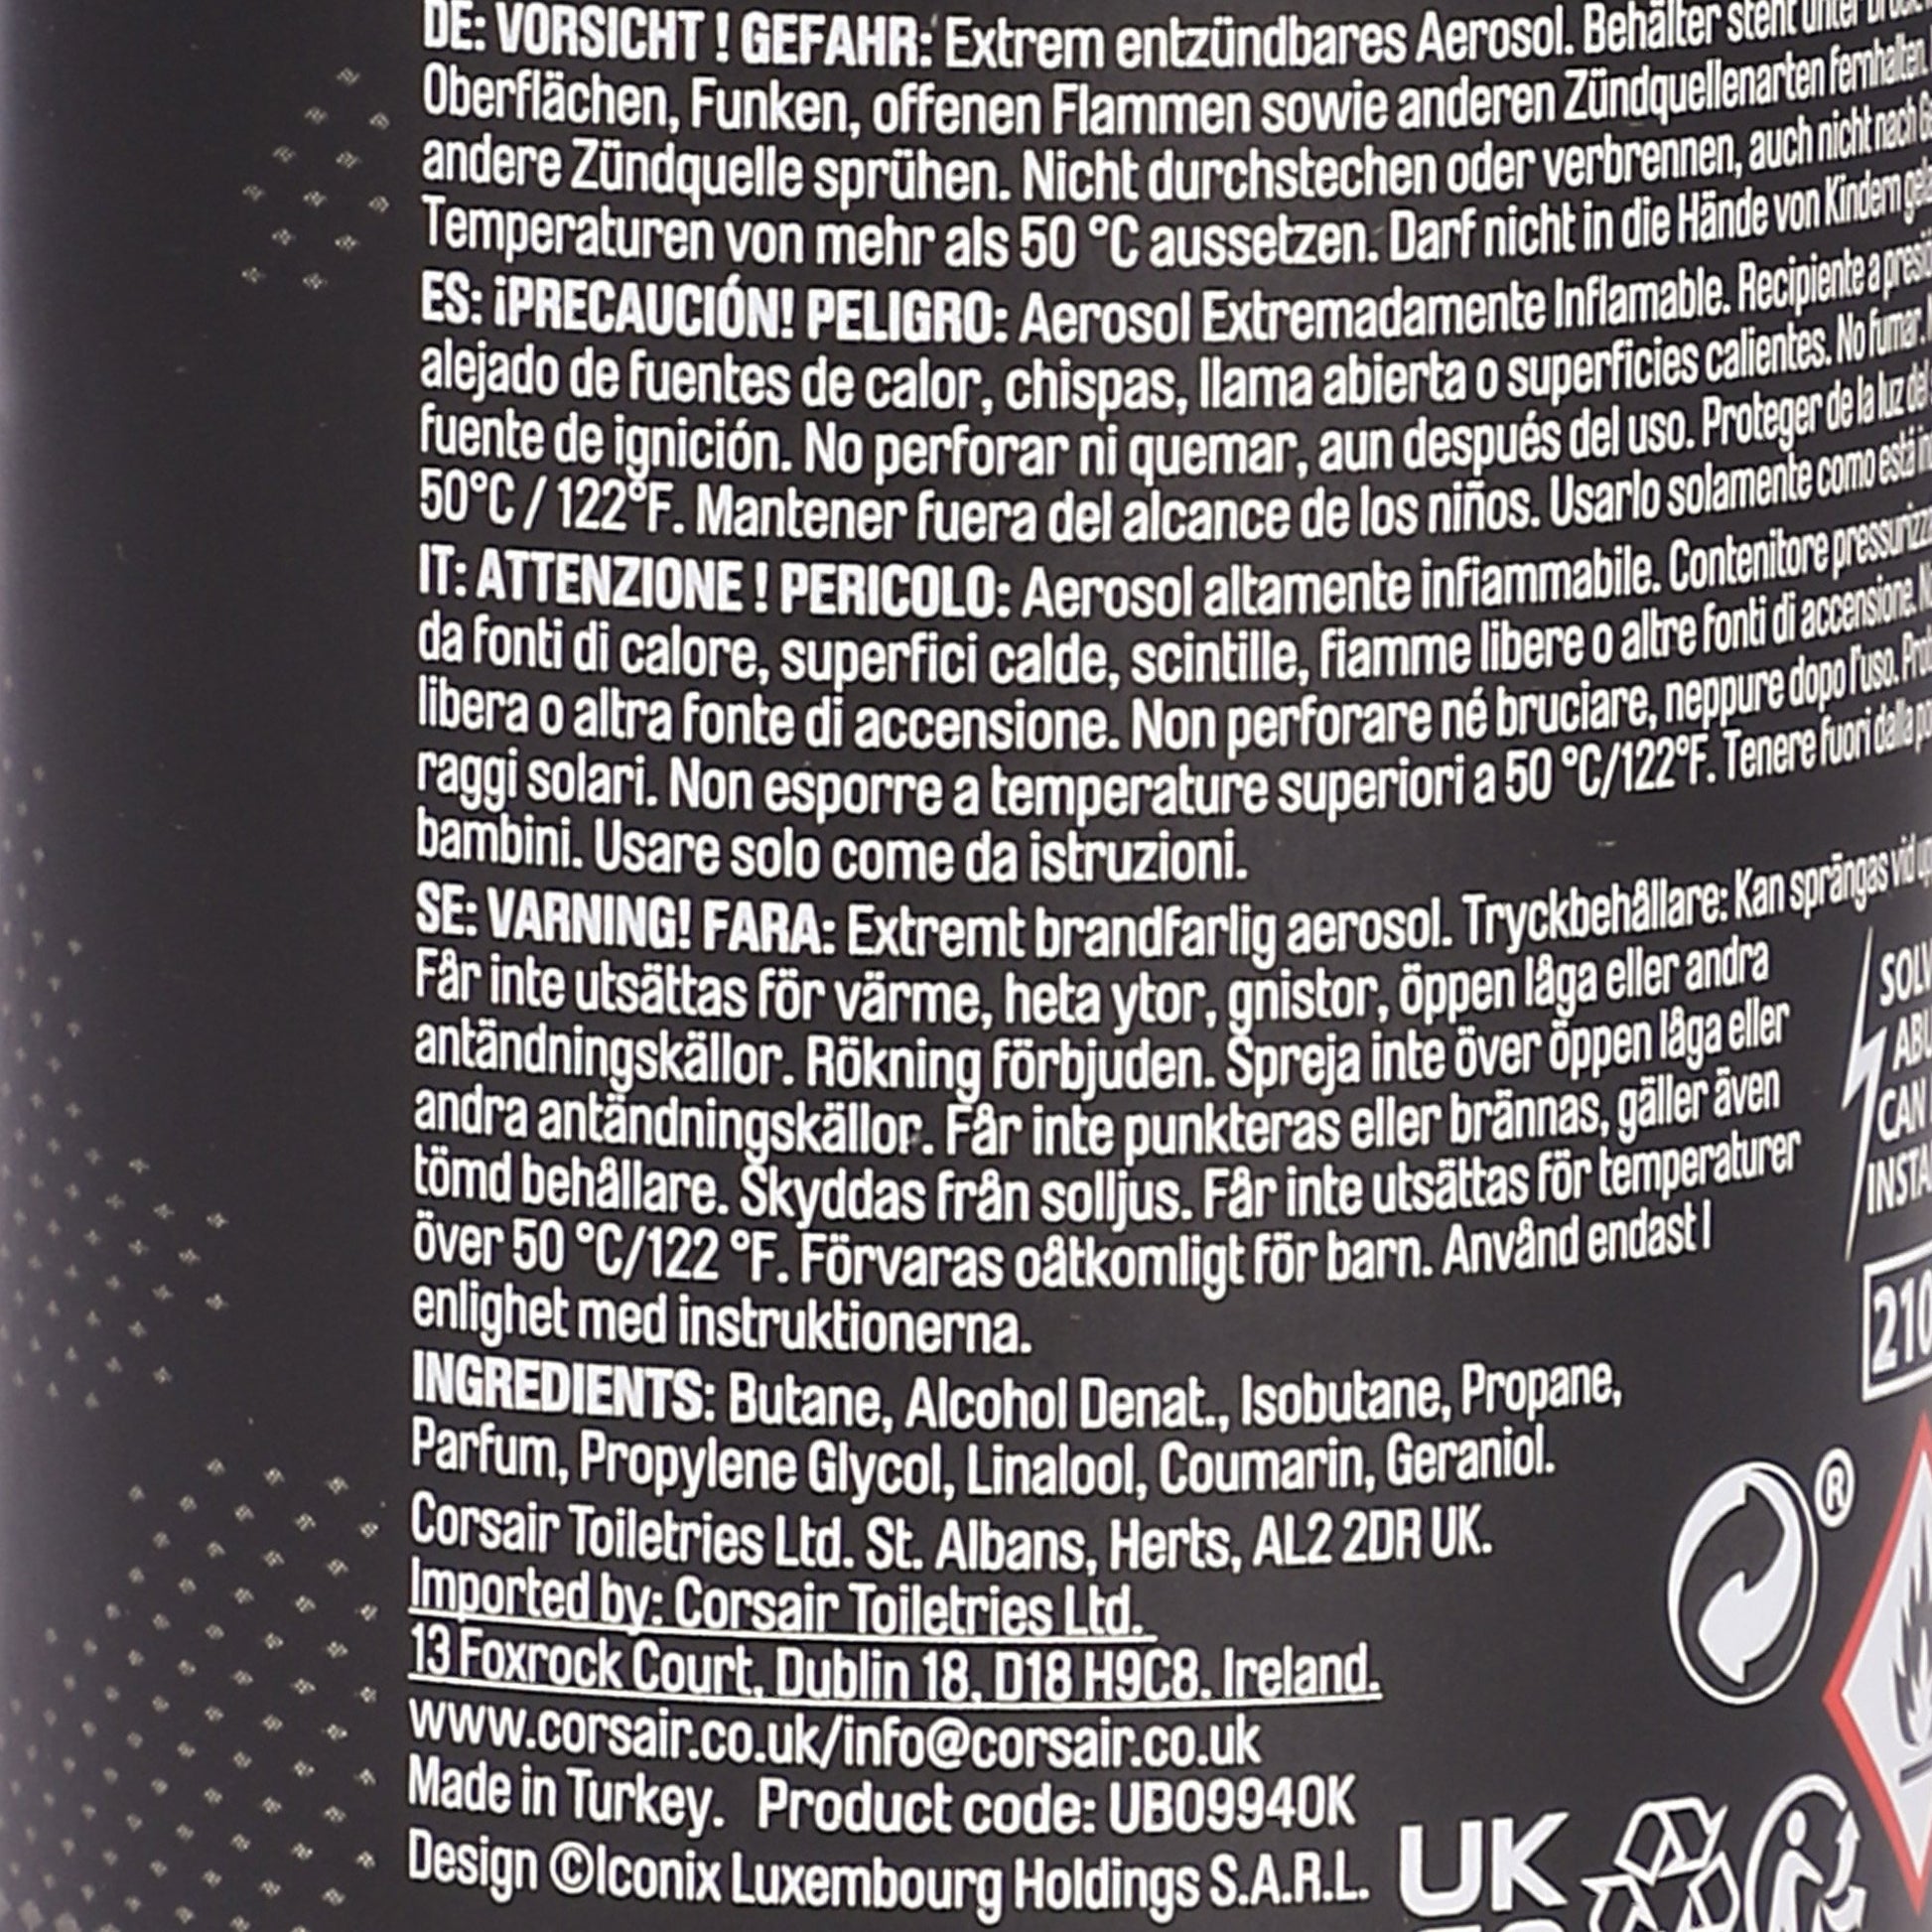 DE: VORSICHT ! GEFAHR: Extrem entzündbares Aerosol. Behälter steht unter
Oberflächen, Funken, offenen Flammen sowie anderen Zündquellenarten fernhalten.
andere Zündquelle sprühen. Nicht durchstechen oder verbrennen, auch nicht nach
Temperaturen von mehr als 50 °C aussetzen. Darf nicht in die Hände von Kindern
ES: ¡PRECAUCIÓN! PELIGRO: Aerosol Extremadamente Inflamable. Recipiente a
alejado de fuentes de calor, chispas, llama abierta o superficies calientes. No fumar.
fuente de ignición. No perforar ni quemar, aun después del uso. Proteger de la luz del
50°C / 122°F. Mantener fuera del alcance de los niños. Usarlo solamente como está
IT: ATTENZIONE ! PERICOLO: Aerosol altamente infiammabile. Contenitore
da fonti di calore, superfici calde, scintille, fiamme libere o altre fonti di accensione.
libera o altra fonte di accensione. Non perforare né bruciare, neppure dopo l'uso.
raggi solari. Non esporre a temperature superiori a 50 °C/122°F. Tenere fuori dalla
bambini. Usare solo come da istruzioni.
SE: VARNING! FARA: Extremt brandfarlig aerosol. Tryckbehållare: Kan sprängas vid
Får inte utsättas för värme, heta ytor, gnistor, öppen låga eller andra
antändningskällor. Rökning förbjuden. Spreja inte över öppen låga eller
andra antändningskällor. Får inte punkteras eller brännas, gäller även
tömd behållare. Skyddas från solljus. Får inte utsättas för temperaturer
över 50 °C/122 °F. Förvaras oåtkomligt för barn. Anvånd endast I
enlighet med instruktionerna.
INGREDIENTS: Butane, Alcohol Denat., Isobutane, Propane,
Parfum, Propylene Glycol, Linalool, Coumarin, Geraniol.
Corsair Toiletries Ltd. St. Albans, Herts, AL2 2DR UK.
Imported by: Corsair Toiletries Ltd.
13 Foxrock Court, Dublin 18, D18 H9C8. Ireland.
www.corsair.co.uk/info@corsair.co.uk
Made in Turkey. Product code: UB09940K
Design ©Iconix Luxembourg Holdings S.A.R.L.
CAN
®
UK